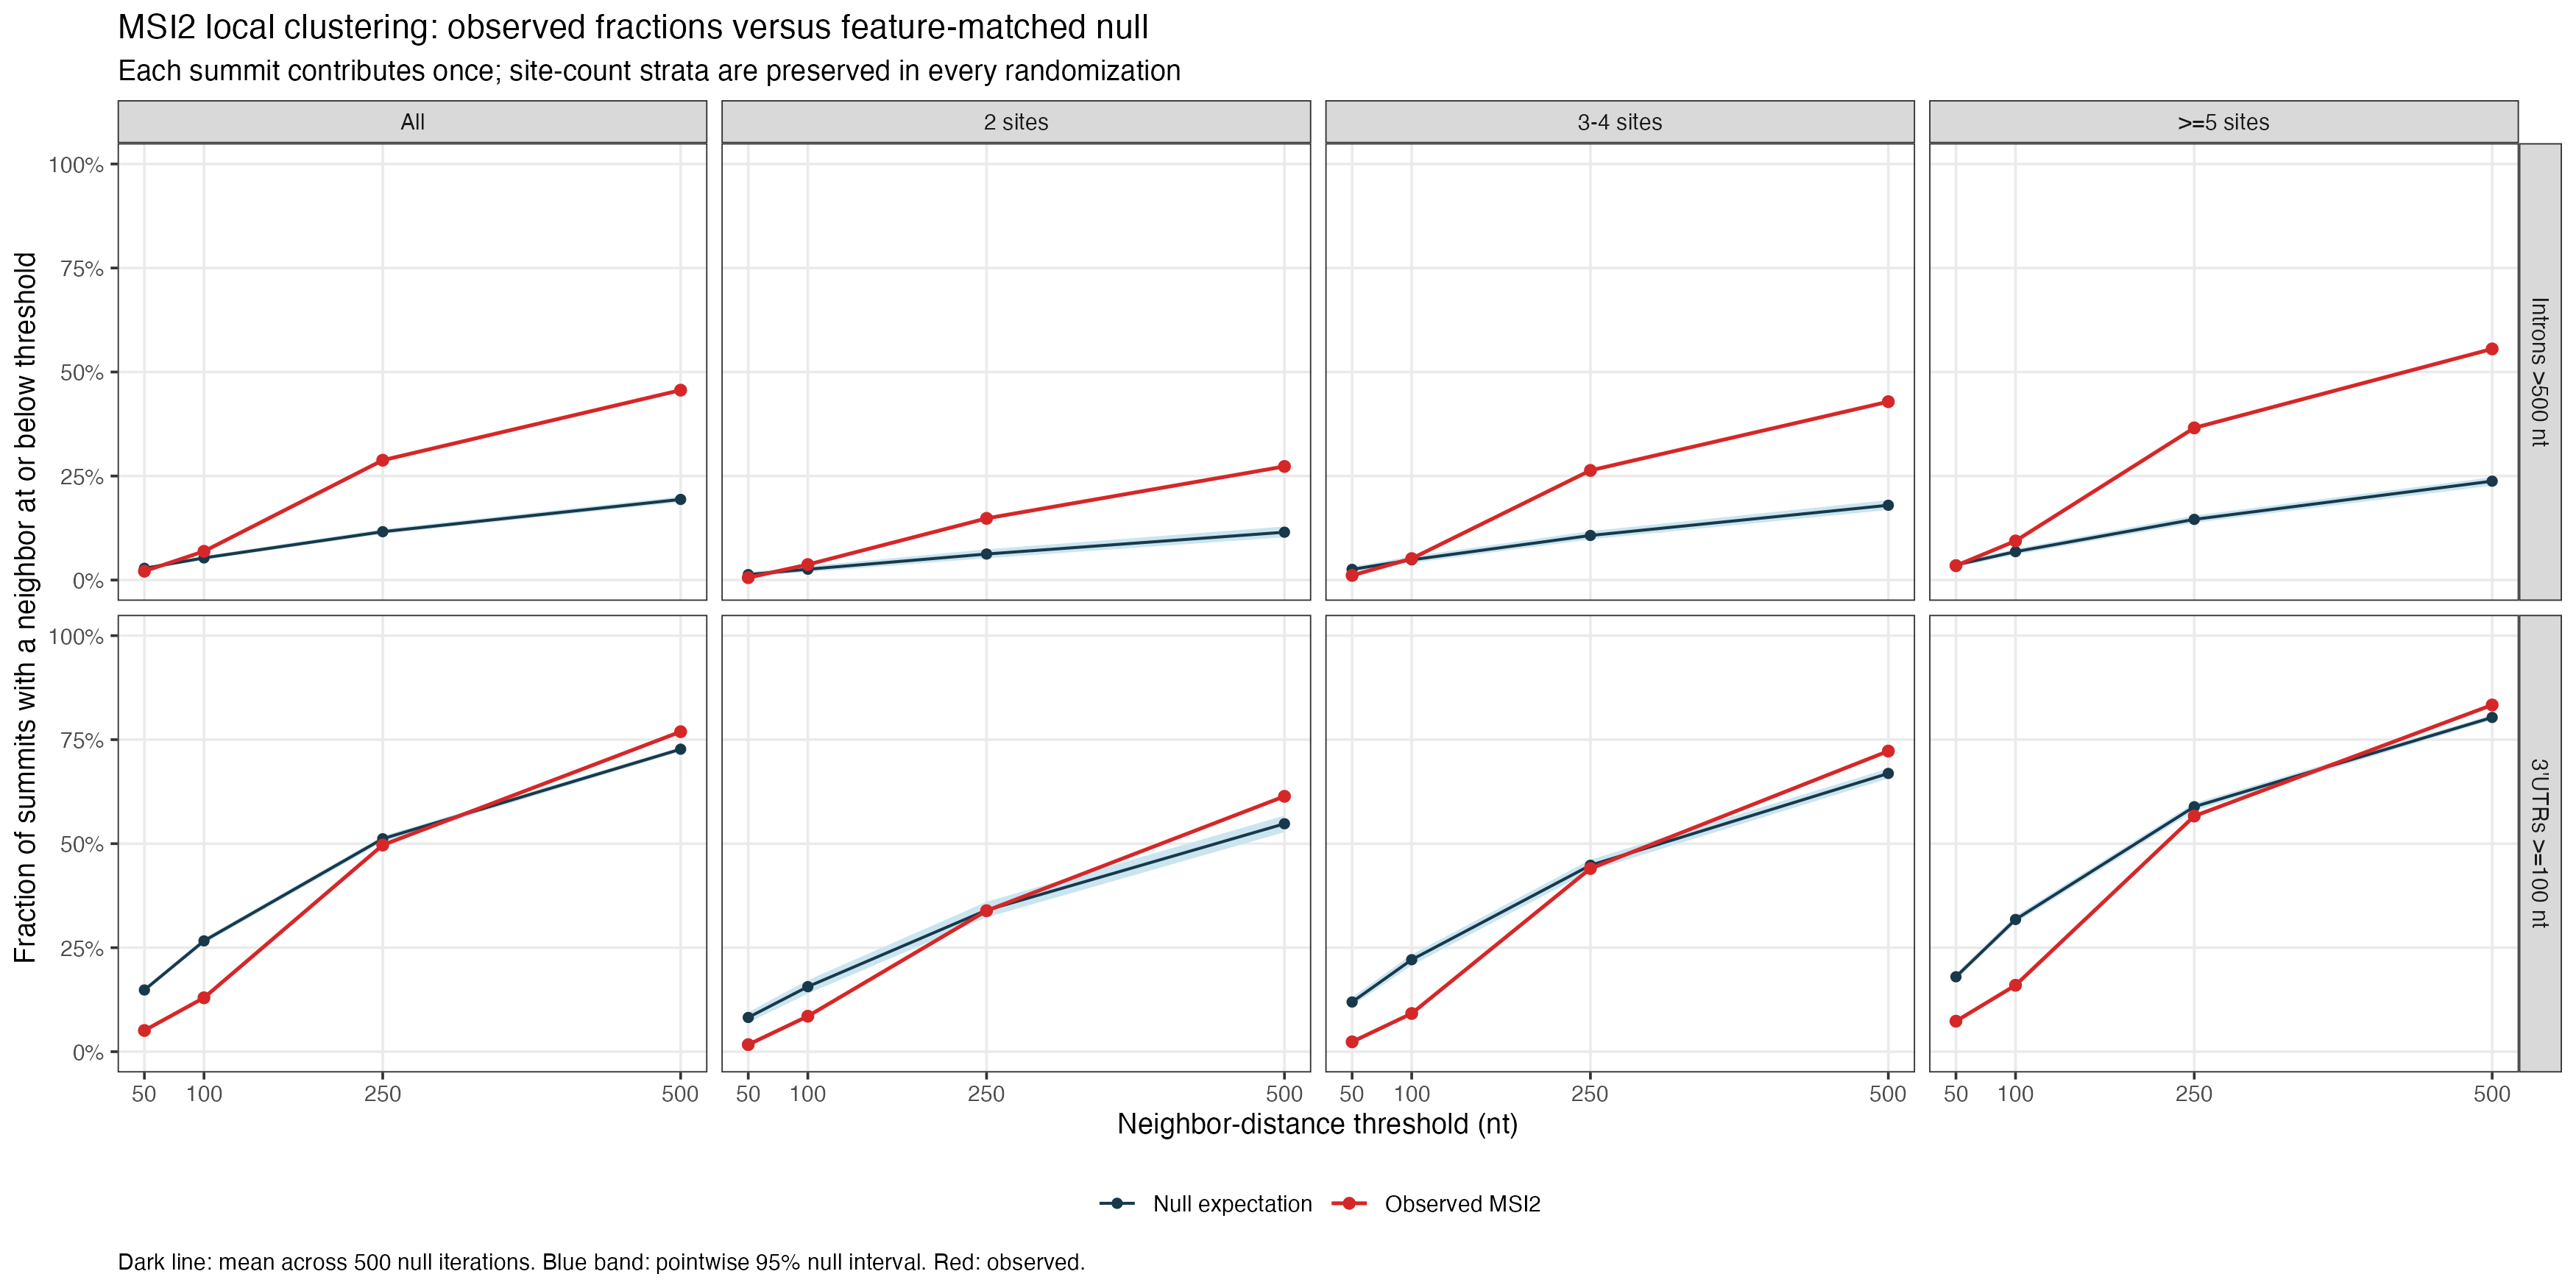 MSI2 local clustering: observed fractions versus feature-matched null
Each summit contributes once; site-count strata are preserved in every randomization
All
2 sites
3-4 sites
>=5 sites
Fraction of summits with a neighbor at or below threshold
100%
75%
50%
25%
0%
Introns >500 nt
100%
75%
50%
25%
0%
3'UTRs >=100 nt
50 100 250 500
50 100 250 500
50 100 250 500
50 100 250 500
Neighbor-distance threshold (nt)
Null expectation
Observed MSI2
Dark line: mean across 500 null iterations. Blue band: pointwise 95% null interval. Red: observed.